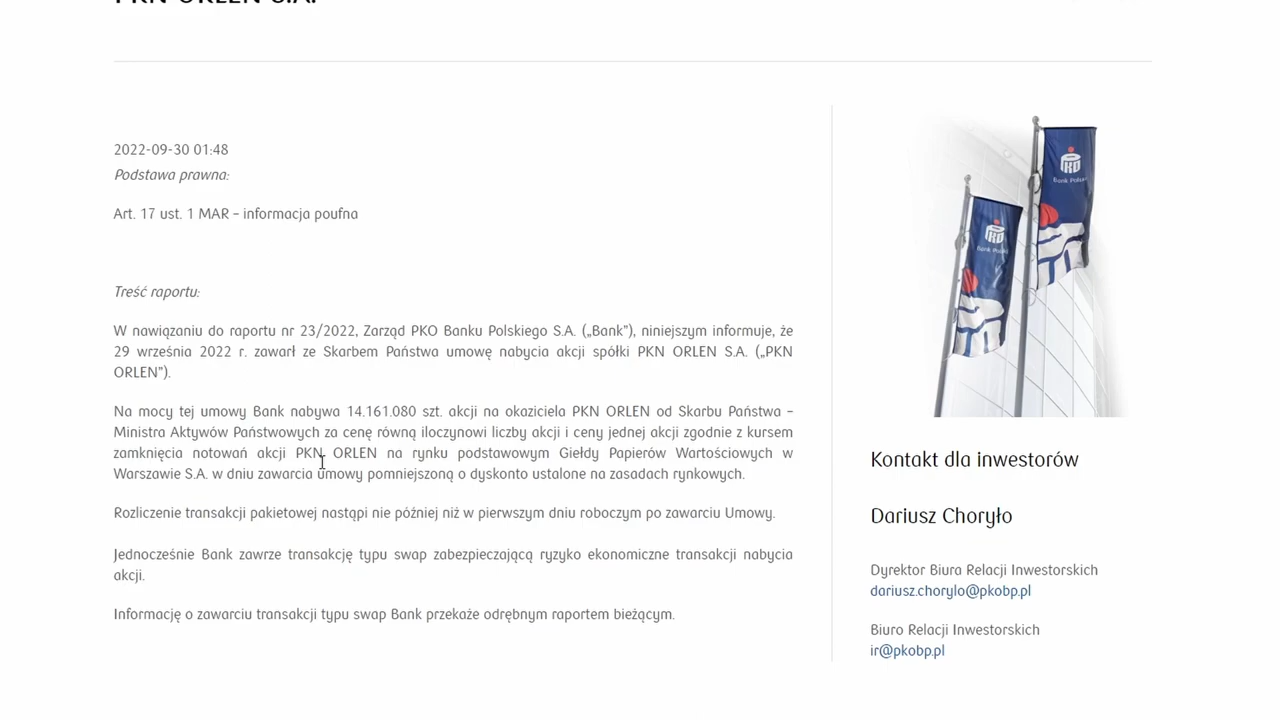 PKN ORLEN S.A.
2022-09-30 01:48
Podstawa prawna:
Art. 17 ust. 1 MAR – informacja poufna
Treść raportu:
W nawiązaniu do raportu nr 23/2022, Zarząd PKO Banku Polskiego S.A. („Bank”), niniejszym informuje, że
29 września 2022 r. zawarł ze Skarbem Państwa umowę nabycia akcji spółki PKN ORLEN S.A. („PKN
ORLEN”).
Na mocy tej umowy Bank nabywa 14.161.080 szt. akcji na okaziciela PKN ORLEN od Skarbu Państwa –
Ministra Aktywów Państwowych za cenę równą iloczynowi liczby akcji i ceny jednej akcji zgodnie z kursem
zamknięcia notowań akcji PKN ORLEN na rynku podstawowym Giełdy Papierów Wartościowych w
Warszawie S.A. w dniu zawarcia umowy pomniejszoną o dyskonto ustalone na zasadach rynkowych.
Rozliczenie transakcji pakietowej nastąpi nie później niż w pierwszym dniu roboczym po zawarciu Umowy.
Jednocześnie Bank zawrze transakcję typu swap zabezpieczającą ryzyko ekonomiczne transakcji nabycia
akcji.
Informację o zawarciu transakcji typu swap Bank przekaże odrębnym raportem bieżącym.
PKO
Bank Polski
PKO
Bank Polski
Kontakt dla inwestorów
Dariusz Choryło
Dyrektor Biura Relacji Inwestorskich
dariusz.chorylo@pkobp.pl
Biuro Relacji Inwestorskich
ir@pkobp.pl